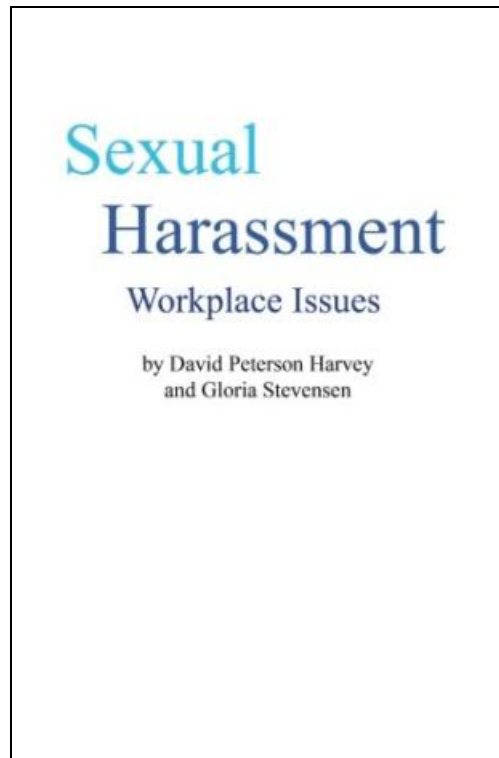 Sexual
Harassment
Workplace Issues
by David Peterson Harvey
and Gloria Stevensen